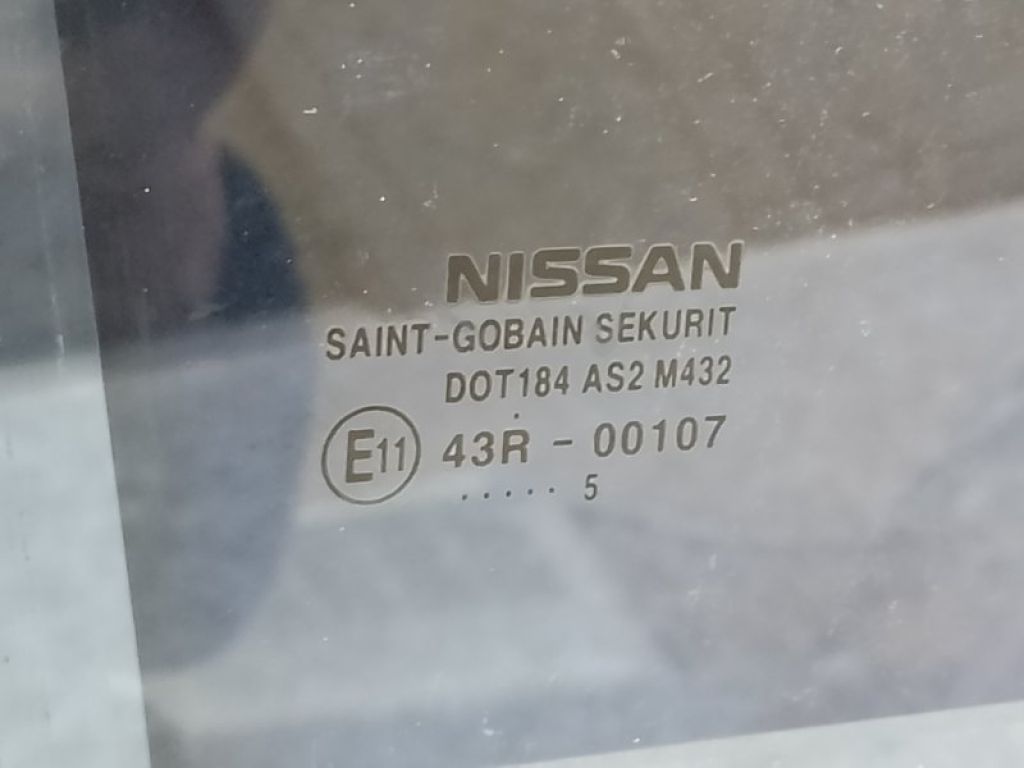 NISSAN
SAINT-GOBAIN SEKURIT
DOT184 AS2 M432
E11 43R - 00107
..... 5